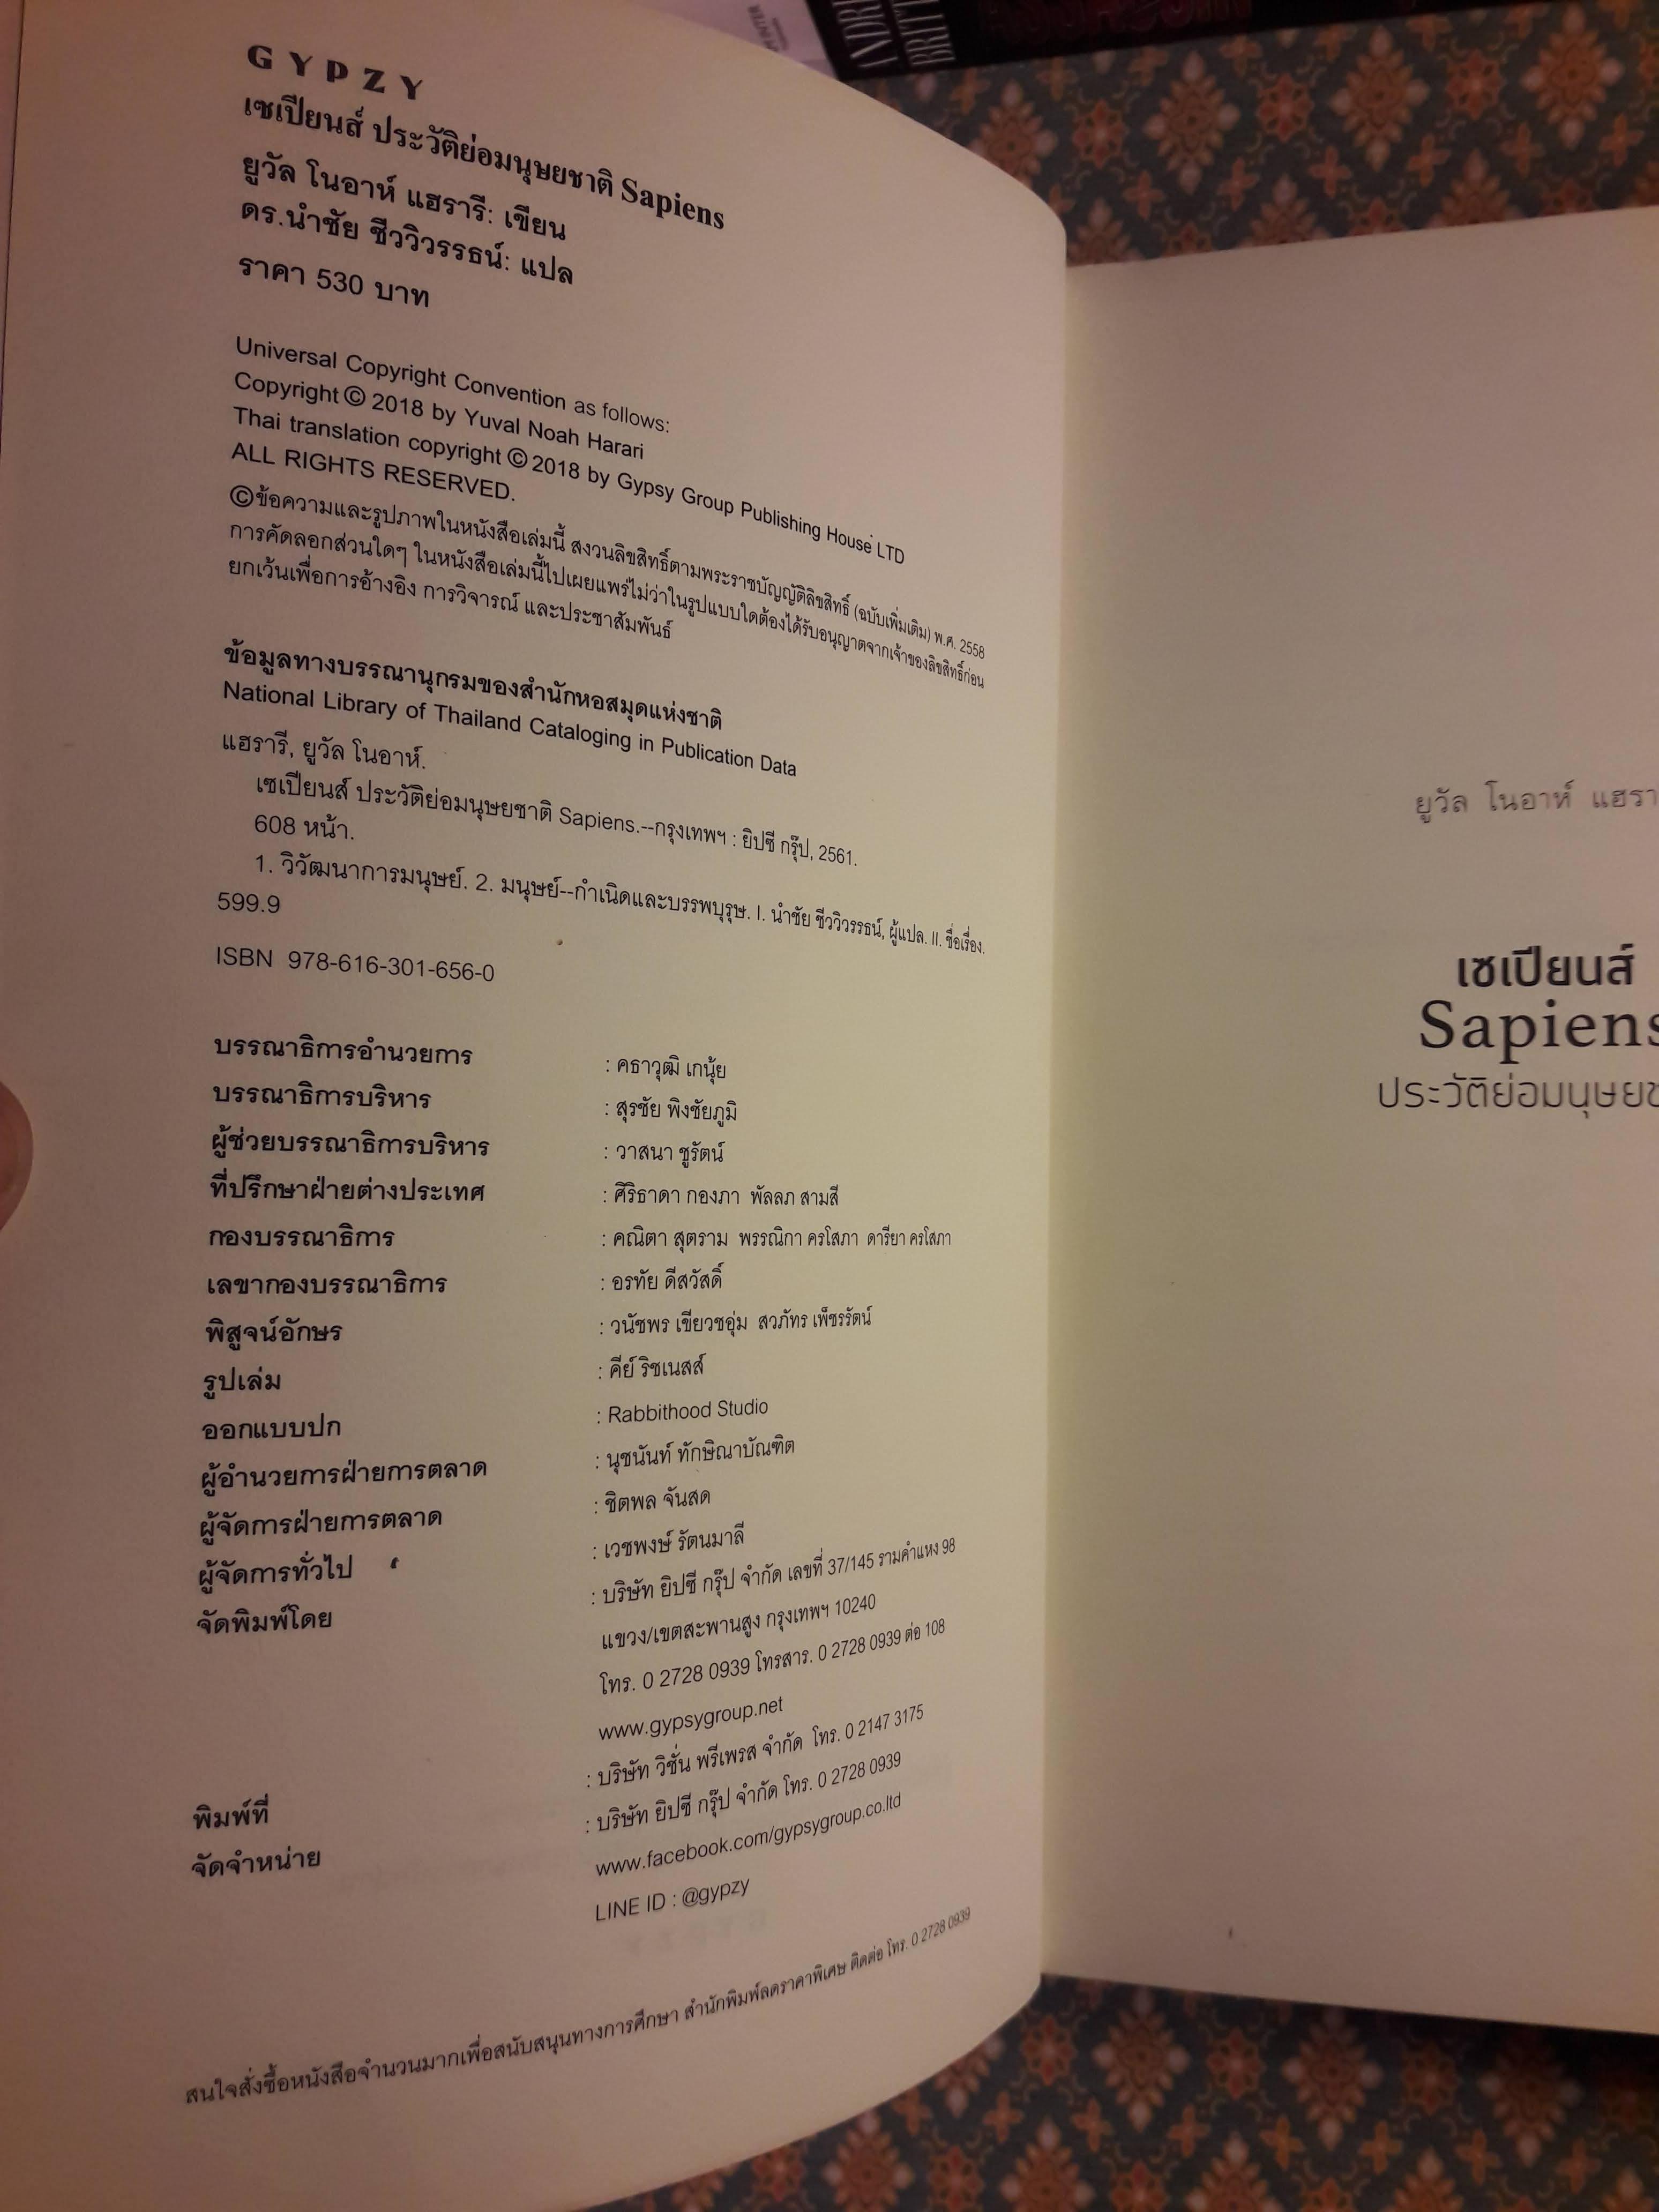 GYPZY
เซเปียนส์ ประวัติย่อมนุษยชาติ Sapiens
ยูวัล โนอาห์ แฮรารี: เขียน
ดร.นำชัย ชีววิวรรธน์: แปล
ราคา 530 บาท
Universal Copyright Convention as follows:
Copyright © 2018 by Yuval Noah Harari
Thai translation copyright © 2018 by Gypsy Group Publishing House LTD
ALL RIGHTS RESERVED.
©ข้อความและรูปภาพในหนังสือเล่มนี้ สงวนลิขสิทธิ์ตามพระราชบัญญัติลิขสิทธิ์ (ฉบับเพิ่มเติม) พ.ศ. 2558
การคัดลอกส่วนใดๆ ในหนังสือเล่มนี้ไปเผยแพร่ไม่ว่าในรูปแบบใดต้องได้รับอนุญาตจากเจ้าของลิขสิทธิ์ก่อน
ยกเว้นเพื่อการอ้างอิง การวิจารณ์ และประชาสัมพันธ์
ข้อมูลทางบรรณานุกรมของสำนักหอสมุดแห่งชาติ
National Library of Thailand Cataloging in Publication Data
แฮรารี, ยูวัล โนอาห์.
เซเปียนส์ ประวัติย่อมนุษยชาติ Sapiens.--กรุงเทพฯ : ยิปซี กรุ๊ป, 2561.
608 หน้า.
1. วิวัฒนาการมนุษย์. 2. มนุษย์--กำเนิดและบรรพบุรุษ. I. นำชัย ชีววิวรรธน์, ผู้แปล. II. ชื่อเรื่อง.
599.9
ISBN 978-616-301-656-0
บรรณาธิการอำนวยการ : คธาวุฒิ เกนุ้ย
บรรณาธิการบริหาร : สุรชัย พิงชัยภูมิ
ผู้ช่วยบรรณาธิการบริหาร : วาสนา ชูรัตน์
ที่ปรึกษาฝ่ายต่างประเทศ : ศิริธาดา กองภา พัลลภ สามสี
กองบรรณาธิการ : คณิตา สุตราม พรรณิกา ครโสภา ดารียา ครโสภา
เลขากองบรรณาธิการ : อรทัย ดีสวัสดิ์
พิสูจน์อักษร : วนัชพร เขียวชอุ่ม สวภัทร เพ็ชรรัตน์
รูปเล่ม : คีย์ ริชเนสส์
ออกแบบปก : Rabbithood Studio
ผู้อำนวยการฝ่ายการตลาด : นุชนันท์ ทักษิณาบัณฑิต
ผู้จัดการฝ่ายการตลาด : ชิตพล จันสด
ผู้จัดการทั่วไป : เวชพงษ์ รัตนมาลี
จัดพิมพ์โดย : บริษัท ยิปซี กรุ๊ป จำกัด เลขที่ 37/145 รามคำแหง 98
แขวง/เขตสะพานสูง กรุงเทพฯ 10240
โทร. 0 2728 0939 โทรสาร. 0 2728 0939 ต่อ 108
www.gypsygroup.net
พิมพ์ที่ : บริษัท วิชั่น พรีเพรส จำกัด โทร. 0 2147 3175
จัดจำหน่าย : บริษัท ยิปซี กรุ๊ป จำกัด โทร. 0 2728 0939
www.facebook.com/gypsygroup.co.ltd
LINE ID : @gypzy
สนใจสั่งซื้อหนังสือจำนวนมากเพื่อสนับสนุนทางการศึกษา สำนักพิมพ์ลดราคาพิเศษ ติดต่อ โทร. 0 2728 0939
ยูวัล โนอาห์ แฮรา
เซเปียนส์
Sapiens
ประวัติย่อมนุษยช